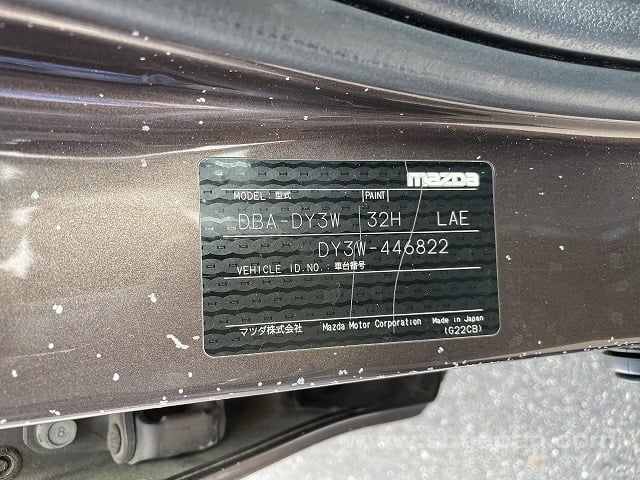 mazda
MODEL: 型式 PAINT
DBA-DY3W 32H LAE
DY3W-446822
VEHICLE ID.NO.: 車台番号
マツダ株式会社 Mazda Motor Corporation Made in Japan
(G22CB)
8